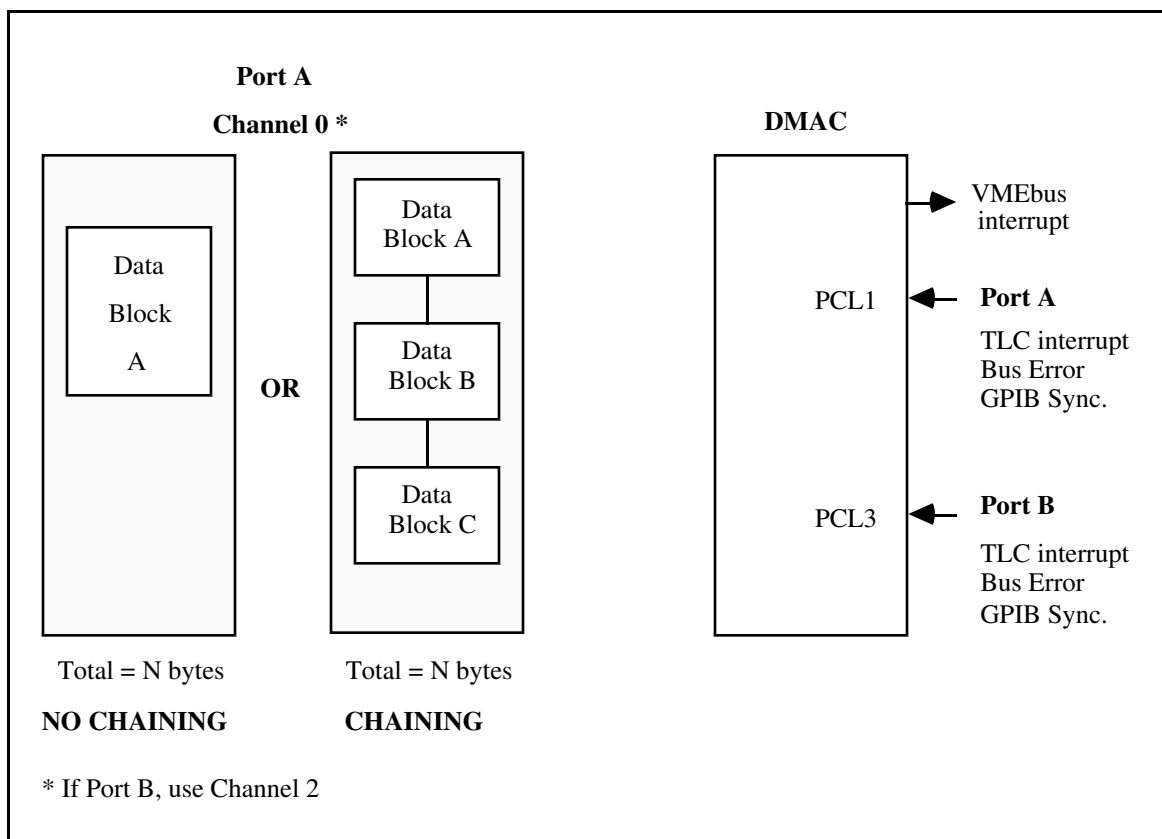 Port A
Channel 0 *
Data
Block
A
Total = N bytes
NO CHAINING
OR
Data
Block A
Data
Block B
Data
Block C
Total = N bytes
CHAINING
* If Port B, use Channel 2
DMAC
VMEbus
interrupt
PCL1
Port A
TLC interrupt
Bus Error
GPIB Sync.
PCL3
Port B
TLC interrupt
Bus Error
GPIB Sync.